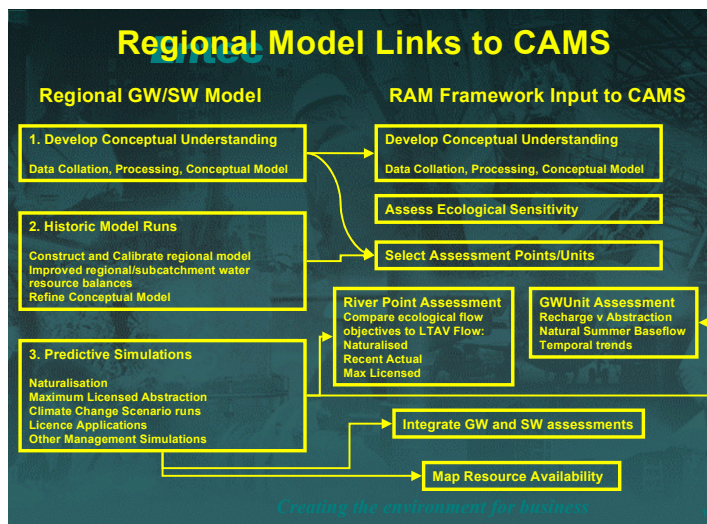 Regional Model Links to CAMS
Entec
Regional GW/SW Model
RAM Framework Input to CAMS
1. Develop Conceptual Understanding
Data Collation, Processing, Conceptual Model
Develop Conceptual Understanding
Data Collation, Processing, Conceptual Model
Assess Ecological Sensitivity
2. Historic Model Runs
Construct and Calibrate regional model
Improved regional/subcatchment water
resource balances
Refine Conceptual Model
Select Assessment Points/Units
River Point Assessment
Compare ecological flow
objectives to LTAV Flow:
Naturalised
Recent Actual
Max Licensed
GWUnit Assessment
Recharge v Abstraction
Natural Summer Baseflow
Temporal trends
3. Predictive Simulations
Naturalisation
Maximum Licensed Abstraction
Climate Change Scenario runs
Licence Applications
Other Management Simulations
Integrate GW and SW assessments
Map Resource Availability
Creating the environment for business